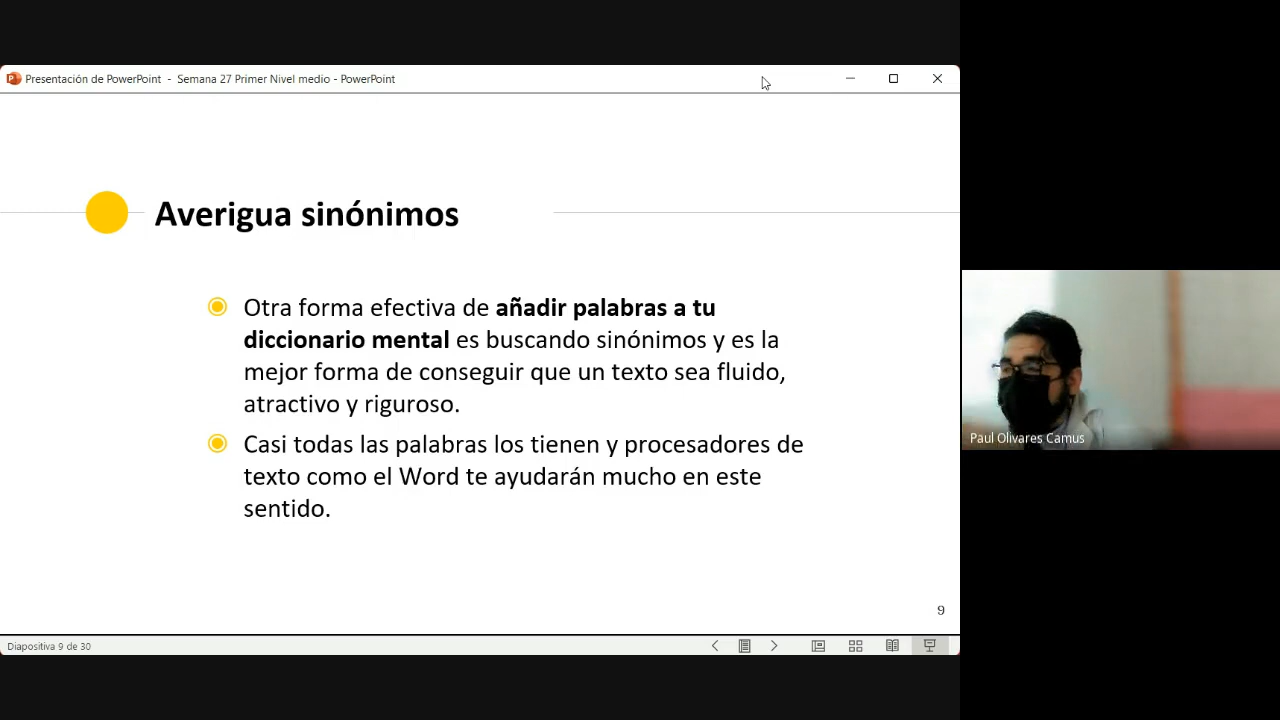 Presentación de PowerPoint - Semana 27 Primer Nivel medio - PowerPoint
Averigua sinónimos
Otra forma efectiva de añadir palabras a tu
diccionario mental es buscando sinónimos y es la
mejor forma de conseguir que un texto sea fluido,
atractivo y riguroso.
Casi todas las palabras los tienen y procesadores de
texto como el Word te ayudarán mucho en este
sentido.
9
Diapositiva 9 de 30
Paul Olivares Camus